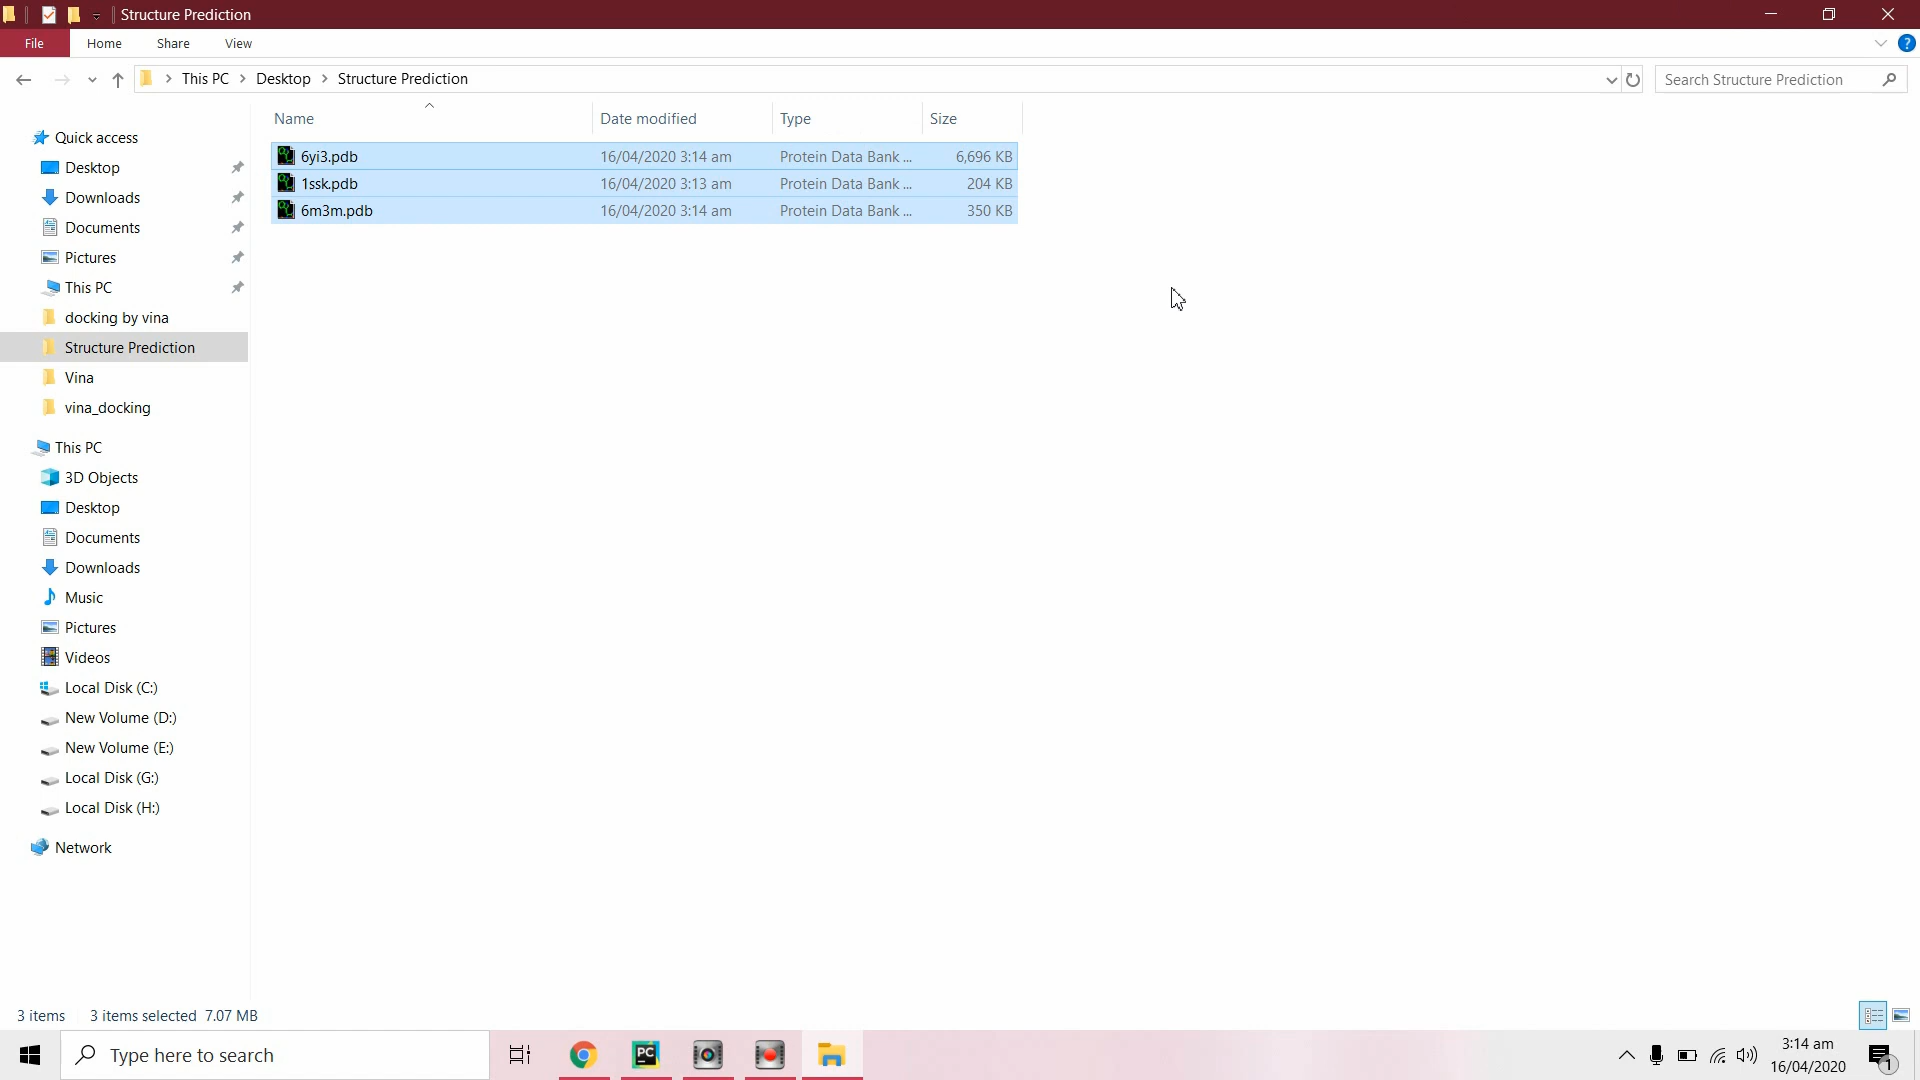 Structure Prediction
File Home Share View
This PC Desktop Structure Prediction Search Structure Prediction
Name Date modified Type Size
6yi3.pdb 16/04/2020 3:14 am Protein Data Bank ... 6,696 KB
1ssk.pdb 16/04/2020 3:13 am Protein Data Bank ... 204 KB
6m3m.pdb 16/04/2020 3:14 am Protein Data Bank ... 350 KB
Quick access
Desktop
Downloads
Documents
Pictures
This PC
docking by vina
Structure Prediction
Vina
vina_docking
This PC
3D Objects
Desktop
Documents
Downloads
Music
Pictures
Videos
Local Disk (C:)
New Volume (D:)
New Volume (E:)
Local Disk (G:)
Local Disk (H:)
Network
3 items 3 items selected 7.07 MB
Type here to search
PC
3:14 am
16/04/2020
1